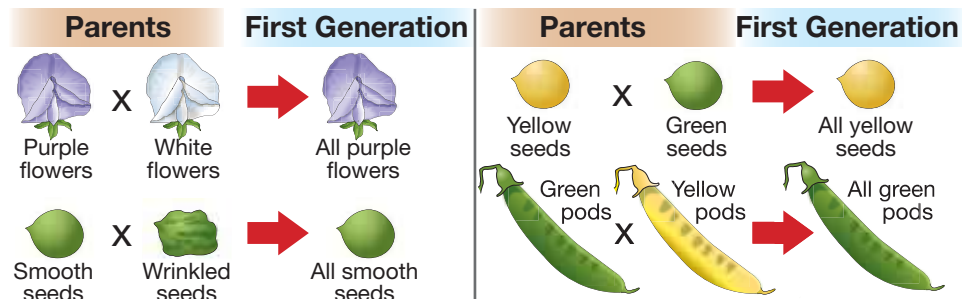 Parents First Generation
X
Purple flowers
White flowers
All purple flowers
X
Smooth seeds
Wrinkled seeds
All smooth seeds
Parents First Generation
X
Yellow seeds
Green seeds
All yellow seeds
Green pods
X
Yellow pods
All green pods